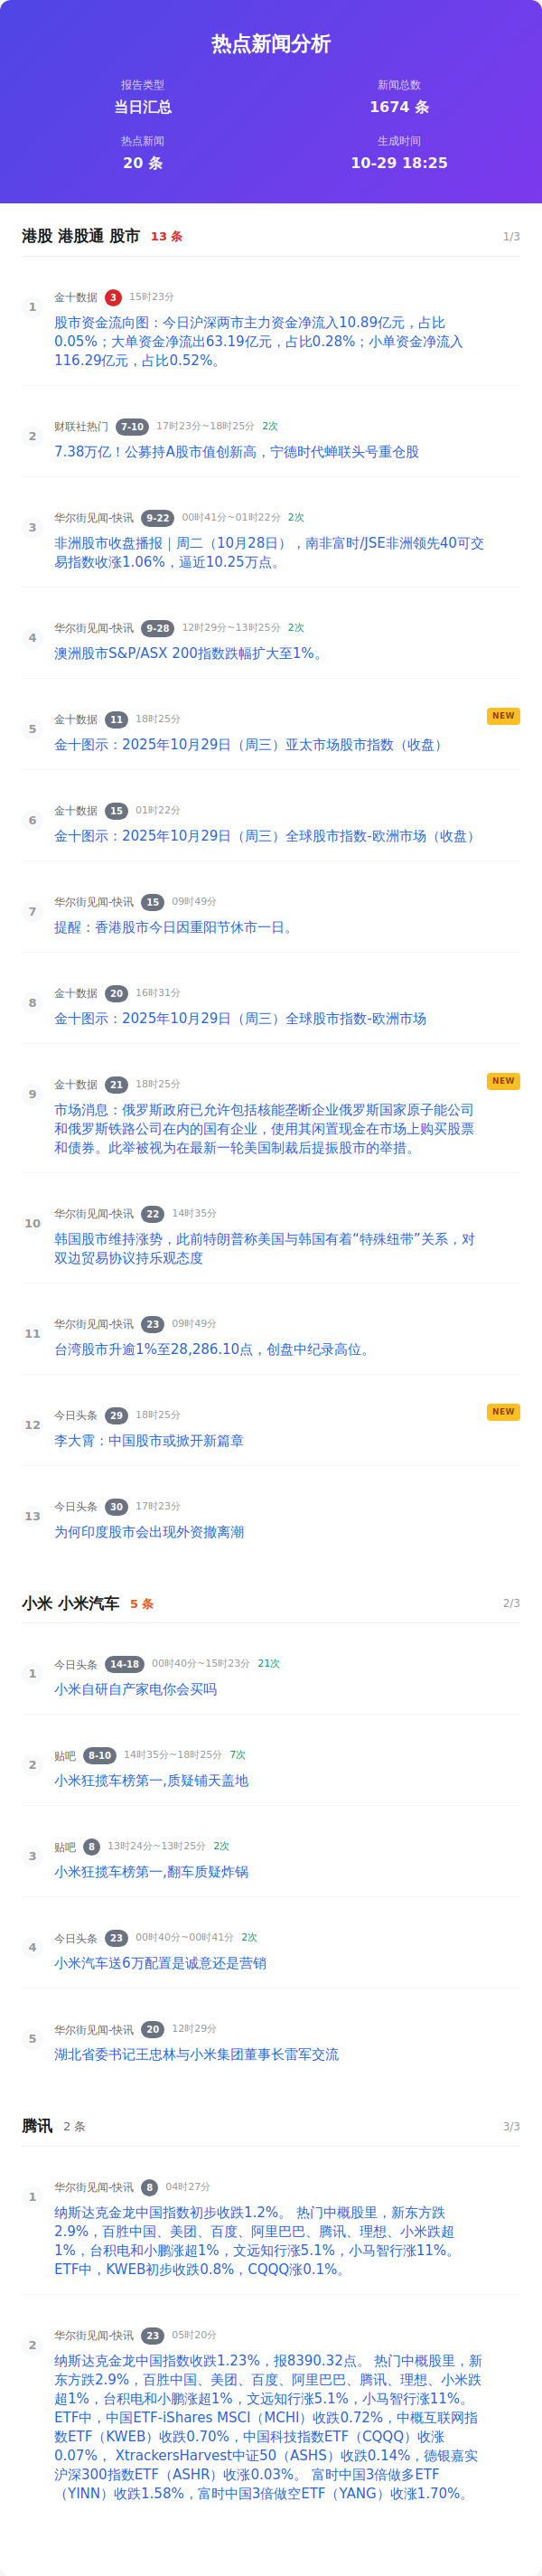 热点新闻分析
报告类型
当日汇总
新闻总数
1674 条
热点新闻
20 条
生成时间
10-29 18:25
港股 港股通 股市 13 条 1/3
1
金十数据 3 15时23分
股市资金流向图：今日沪深两市主力资金净流入10.89亿元，占比
0.05%；大单资金净流出63.19亿元，占比0.28%；小单资金净流入
116.29亿元，占比0.52%。
2
财联社热门 7-10 17时23分~18时25分 2次
7.38万亿！公募持A股市值创新高，宁德时代蝉联头号重仓股
3
华尔街见闻-快讯 9-22 00时41分~01时22分 2次
非洲股市收盘播报｜周二（10月28日），南非富时/JSE非洲领先40可交
易指数收涨1.06%，逼近10.25万点。
4
华尔街见闻-快讯 9-28 12时29分~13时25分 2次
澳洲股市S&P/ASX 200指数跌幅扩大至1%。
5
金十数据 11 18时25分 NEW
金十图示：2025年10月29日（周三）亚太市场股市指数（收盘）
6
金十数据 15 01时22分
金十图示：2025年10月29日（周三）全球股市指数-欧洲市场（收盘）
7
华尔街见闻-快讯 15 09时49分
提醒：香港股市今日因重阳节休市一日。
8
金十数据 20 16时31分
金十图示：2025年10月29日（周三）全球股市指数-欧洲市场
9
金十数据 21 18时25分 NEW
市场消息：俄罗斯政府已允许包括核能垄断企业俄罗斯国家原子能公司
和俄罗斯铁路公司在内的国有企业，使用其闲置现金在市场上购买股票
和债券。此举被视为在最新一轮美国制裁后提振股市的举措。
10
华尔街见闻-快讯 22 14时35分
韩国股市维持涨势，此前特朗普称美国与韩国有着“特殊纽带”关系，对
双边贸易协议持乐观态度
11
华尔街见闻-快讯 23 09时49分
台湾股市升逾1%至28,286.10点，创盘中纪录高位。
12
今日头条 29 18时25分 NEW
李大霄：中国股市或掀开新篇章
13
今日头条 30 17时23分
为何印度股市会出现外资撤离潮
小米 小米汽车 5 条 2/3
1
今日头条 14-18 00时40分~15时23分 21次
小米自研自产家电你会买吗
2
贴吧 8-10 14时35分~18时25分 7次
小米狂揽车榜第一,质疑铺天盖地
3
贴吧 8 13时24分~13时25分 2次
小米狂揽车榜第一,翻车质疑炸锅
4
今日头条 23 00时40分~00时41分 2次
小米汽车送6万配置是诚意还是营销
5
华尔街见闻-快讯 20 12时29分
湖北省委书记王忠林与小米集团董事长雷军交流
腾讯 2 条 3/3
1
华尔街见闻-快讯 8 04时27分
纳斯达克金龙中国指数初步收跌1.2%。 热门中概股里，新东方跌
2.9%，百胜中国、美团、百度、阿里巴巴、腾讯、理想、小米跌超
1%，台积电和小鹏涨超1%，文远知行涨5.1%，小马智行涨11%。
ETF中，KWEB初步收跌0.8%，CQQQ涨0.1%。
2
华尔街见闻-快讯 23 05时20分
纳斯达克金龙中国指数收跌1.23%，报8390.32点。 热门中概股里，新
东方跌2.9%，百胜中国、美团、百度、阿里巴巴、腾讯、理想、小米跌
超1%，台积电和小鹏涨超1%，文远知行涨5.1%，小马智行涨11%。
ETF中，中国ETF-iShares MSCI（MCHI）收跌0.72%，中概互联网指
数ETF（KWEB）收跌0.70%，中国科技指数ETF（CQQQ）收涨
0.07%， XtrackersHarvest中证50（ASHS）收跌0.14%，德银嘉实
沪深300指数ETF（ASHR）收涨0.03%。 富时中国3倍做多ETF
（YINN）收跌1.58%，富时中国3倍做空ETF（YANG）收涨1.70%。